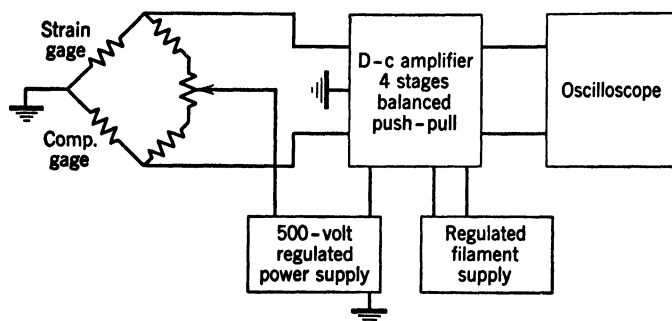 Strain
gage
Comp.
gage
D-c amplifier
4 stages
balanced
push-pull
Oscilloscope
500-volt
regulated
power supply
Regulated
filament
supply